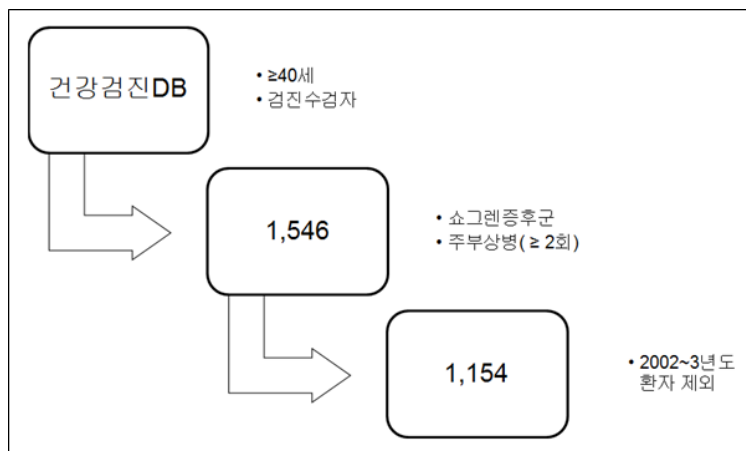 건강검진DB
• ≥40세
• 검진수검자
1,546
• 쇼그렌증후군
• 주부상병( ≥ 2회)
1,154
• 2002~3년도
환자 제외